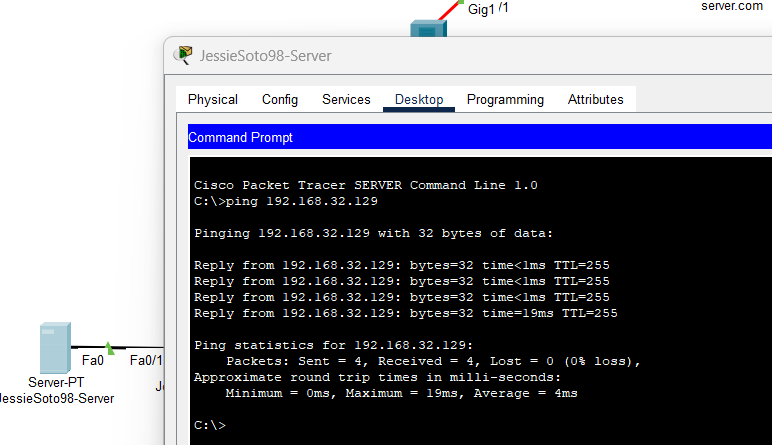 Gig1/1
server.com
JessieSoto98-Server
Physical Config Services Desktop Programming Attributes
Command Prompt
Cisco Packet Tracer SERVER Command Line 1.0
C:\>ping 192.168.32.129
Pinging 192.168.32.129 with 32 bytes of data:
Reply from 192.168.32.129: bytes=32 time<1ms TTL=255
Reply from 192.168.32.129: bytes=32 time<1ms TTL=255
Reply from 192.168.32.129: bytes=32 time<1ms TTL=255
Reply from 192.168.32.129: bytes=32 time=19ms TTL=255
Ping statistics for 192.168.32.129:
Packets: Sent = 4, Received = 4, Lost = 0 (0% loss),
Approximate round trip times in milli-seconds:
Minimum = 0ms, Maximum = 19ms, Average = 4ms
C:\>
Fa0 Fa0/1
Server-PT
JessieSoto98-Server